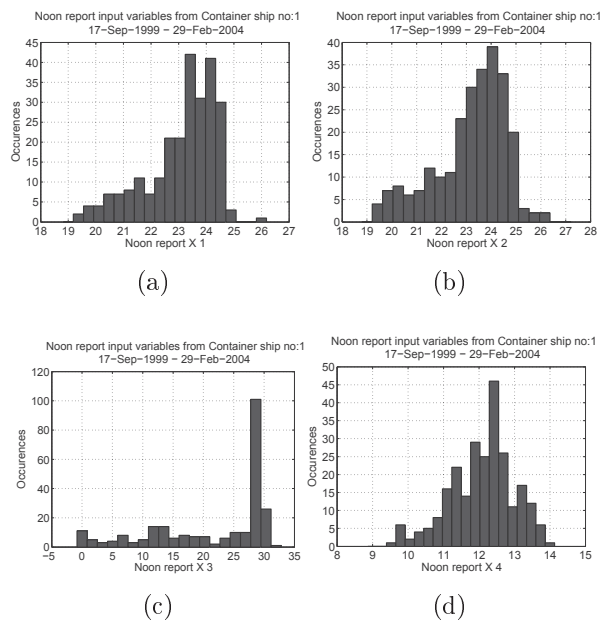 Noon report input variables from Container ship no:1
17−Sep−1999 − 29−Feb−2004
45
40
35
30
25
20
15
10
5
0
Occurences
18 19 20 21 22 23 24 25 26 27
Noon report X 1
(a)
Noon report input variables from Container ship no:1
17−Sep−1999 − 29−Feb−2004
40
35
30
25
20
15
10
5
0
Occurences
18 19 20 21 22 23 24 25 26 27 28
Noon report X 2
(b)
Noon report input variables from Container ship no:1
17−Sep−1999 − 29−Feb−2004
120
100
80
60
40
20
0
Occurences
−5 0 5 10 15 20 25 30 35
Noon report X 3
(c)
Noon report input variables from Container ship no:1
17−Sep−1999 − 29−Feb−2004
50
45
40
35
30
25
20
15
10
5
0
Occurences
8 9 10 11 12 13 14 15
Noon report X 4
(d)